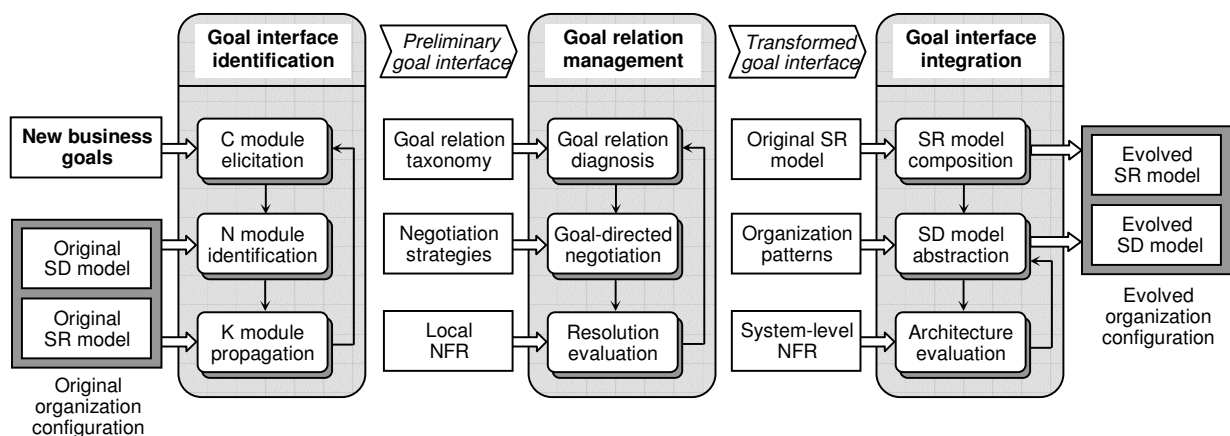 Goal interface
identification
Preliminary
goal interface
Goal relation
management
Transformed
goal interface
Goal interface
integration
New business
goals
C module
elicitation
Goal relation
taxonomy
Goal relation
diagnosis
Original SR
model
SR model
composition
Evolved
SR model
Original
SD model
N module
identification
Negotiation
strategies
Goal-directed
negotiation
Organization
patterns
SD model
abstraction
Evolved
SD model
Original
SR model
K module
propagation
Local
NFR
Resolution
evaluation
System-level
NFR
Architecture
evaluation
Evolved
organization
configuration
Original
organization
configuration